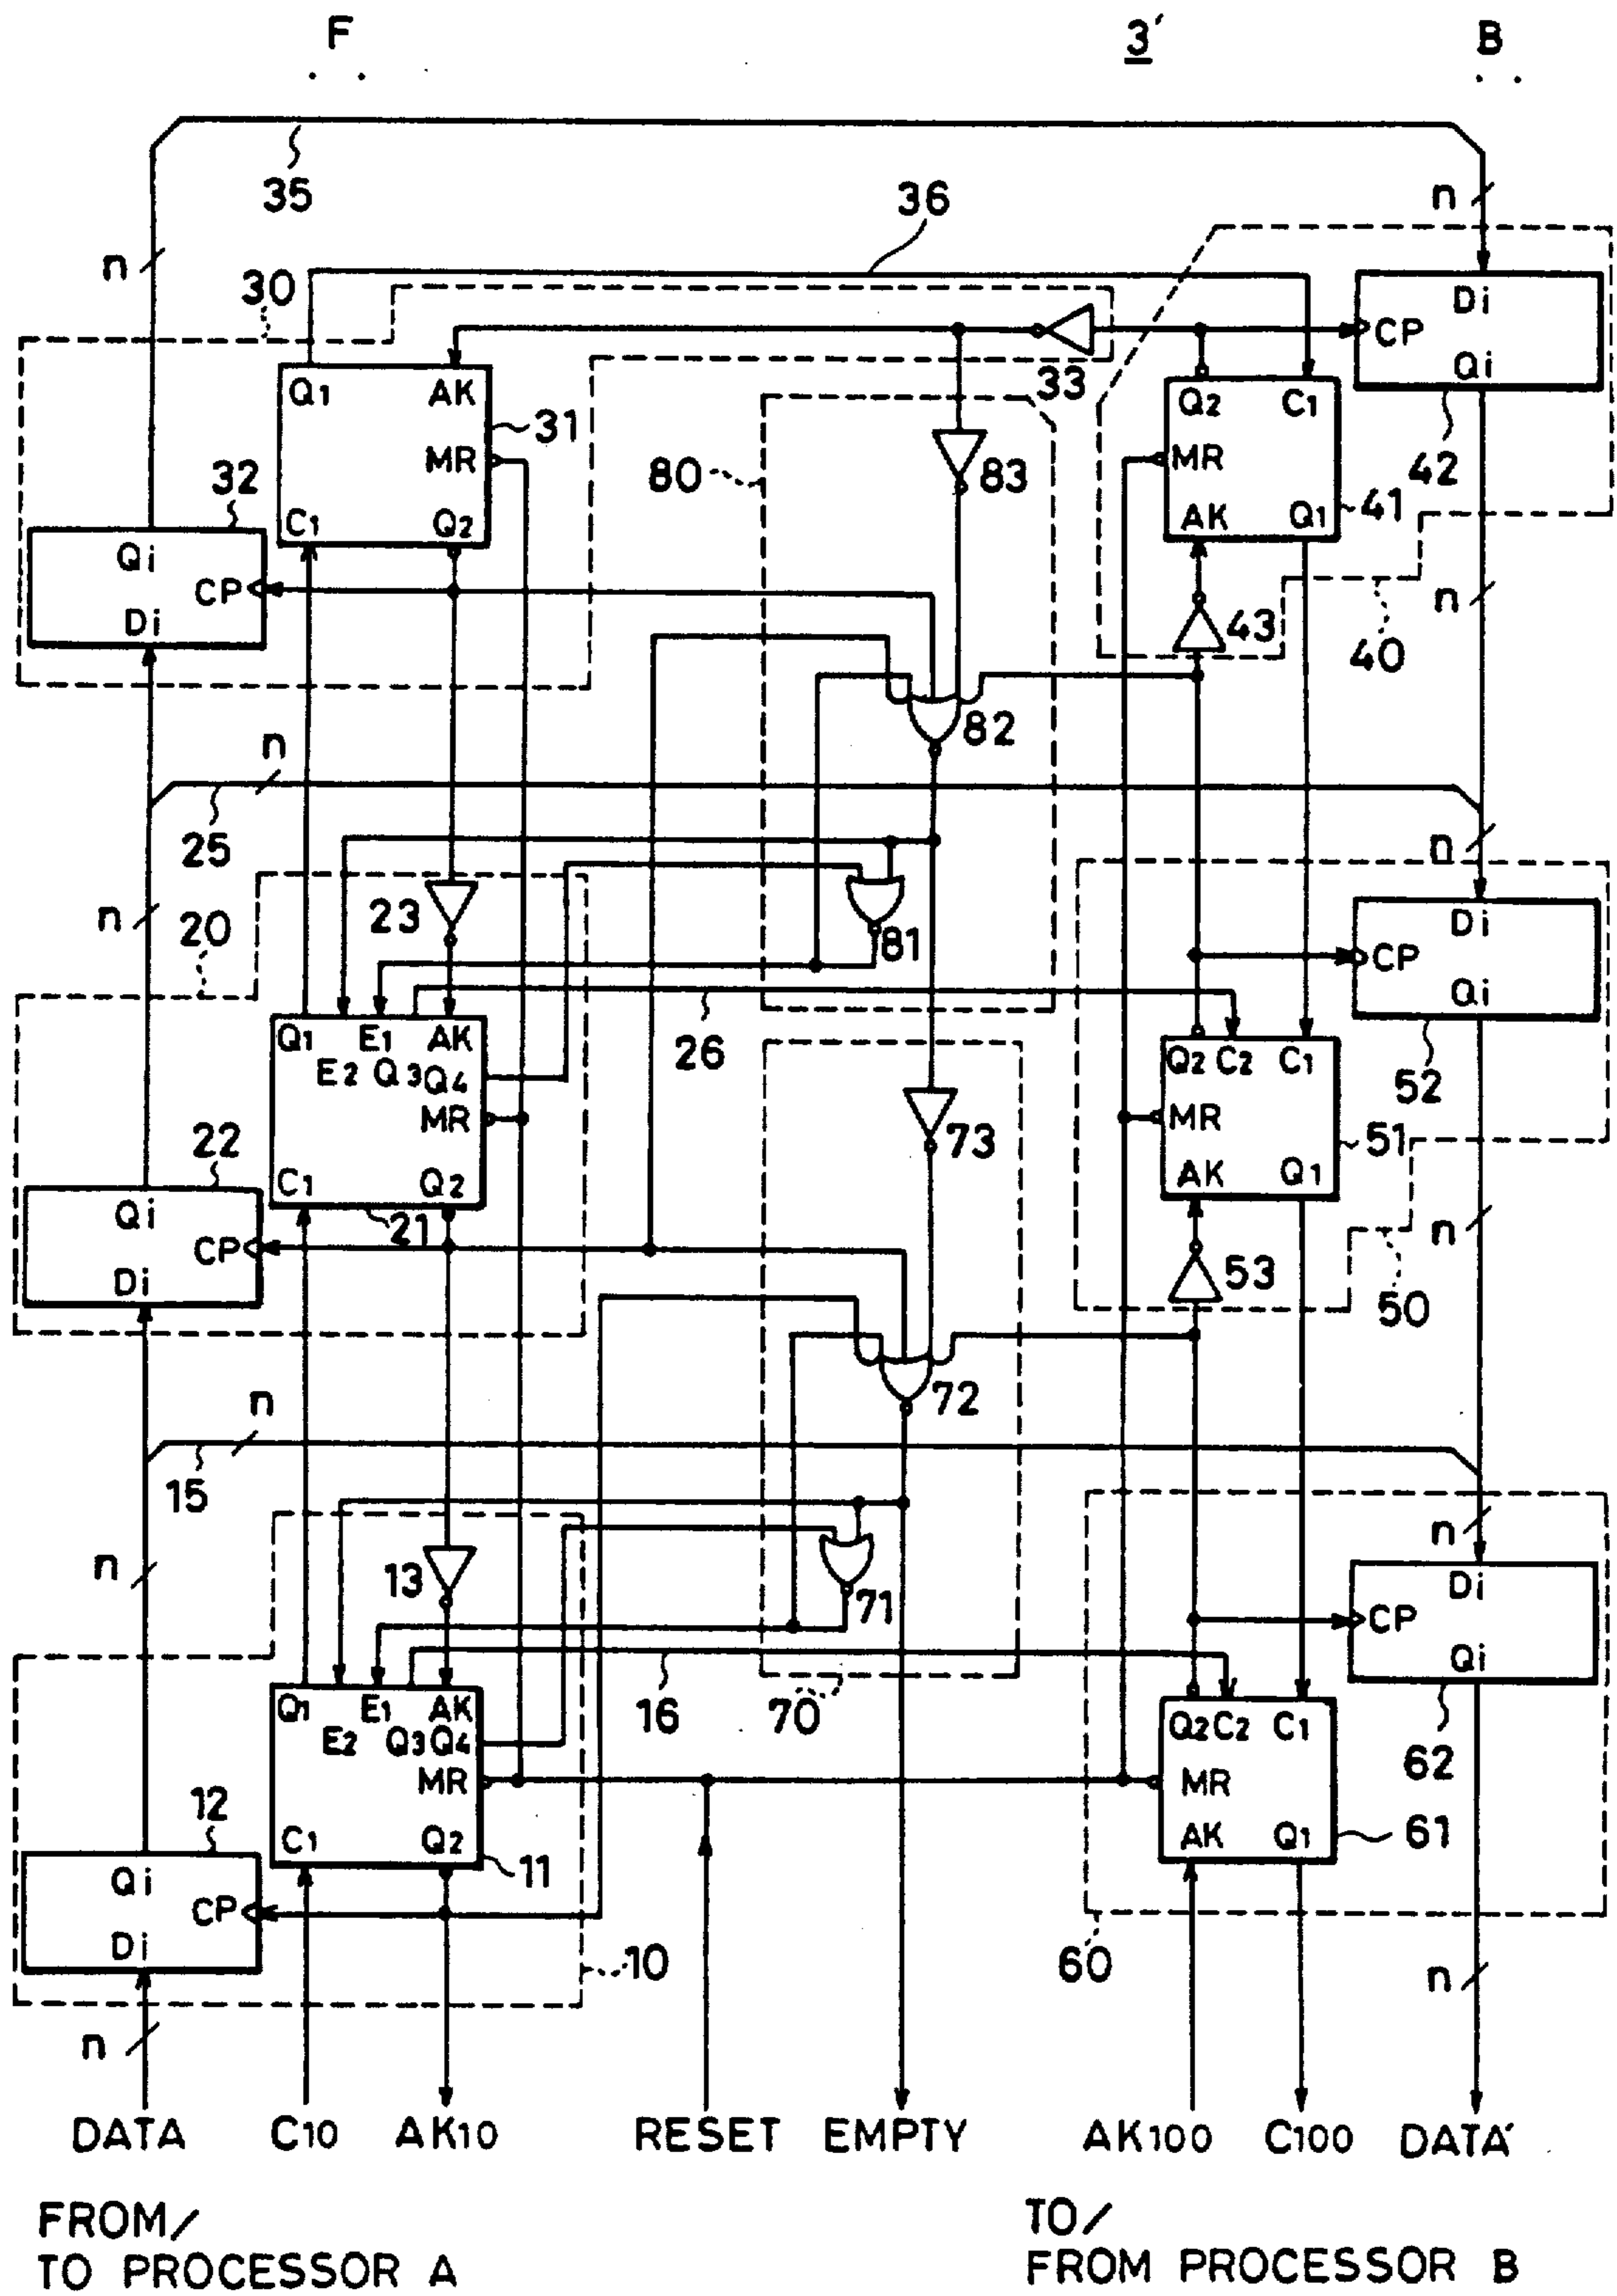 F 3′ B
35
36
n
n
30
Di
CP
Qi
33
Q1 AK
31
MR
Q2 C1
MR
42
80
83
32
C1 Q2
AK Q1
41
Qi
CP
Di
43
n
40
82
n
25
n
23
81
n
20
Di
CP
Qi
26
Q1 E1 AK
E2 Q3 Q4
MR
Q2 C2 C1
52
22
73
MR
51
C1 Q2
AK Q1
Qi
21
CP
Di
n
53
50
72
n
15
n
13
71
n
Di
CP
Qi
16
70
Q1 E1 AK
E2 Q3 Q4
MR
Q2 C2 C1
62
MR
12
C1 Q2
11
AK Q1
61
Qi
CP
Di
10
60
n
n
DATA C10 AK10 RESET EMPTY AK100 C100 DATA′
FROM/
TO PROCESSOR A
TO/
FROM PROCESSOR B